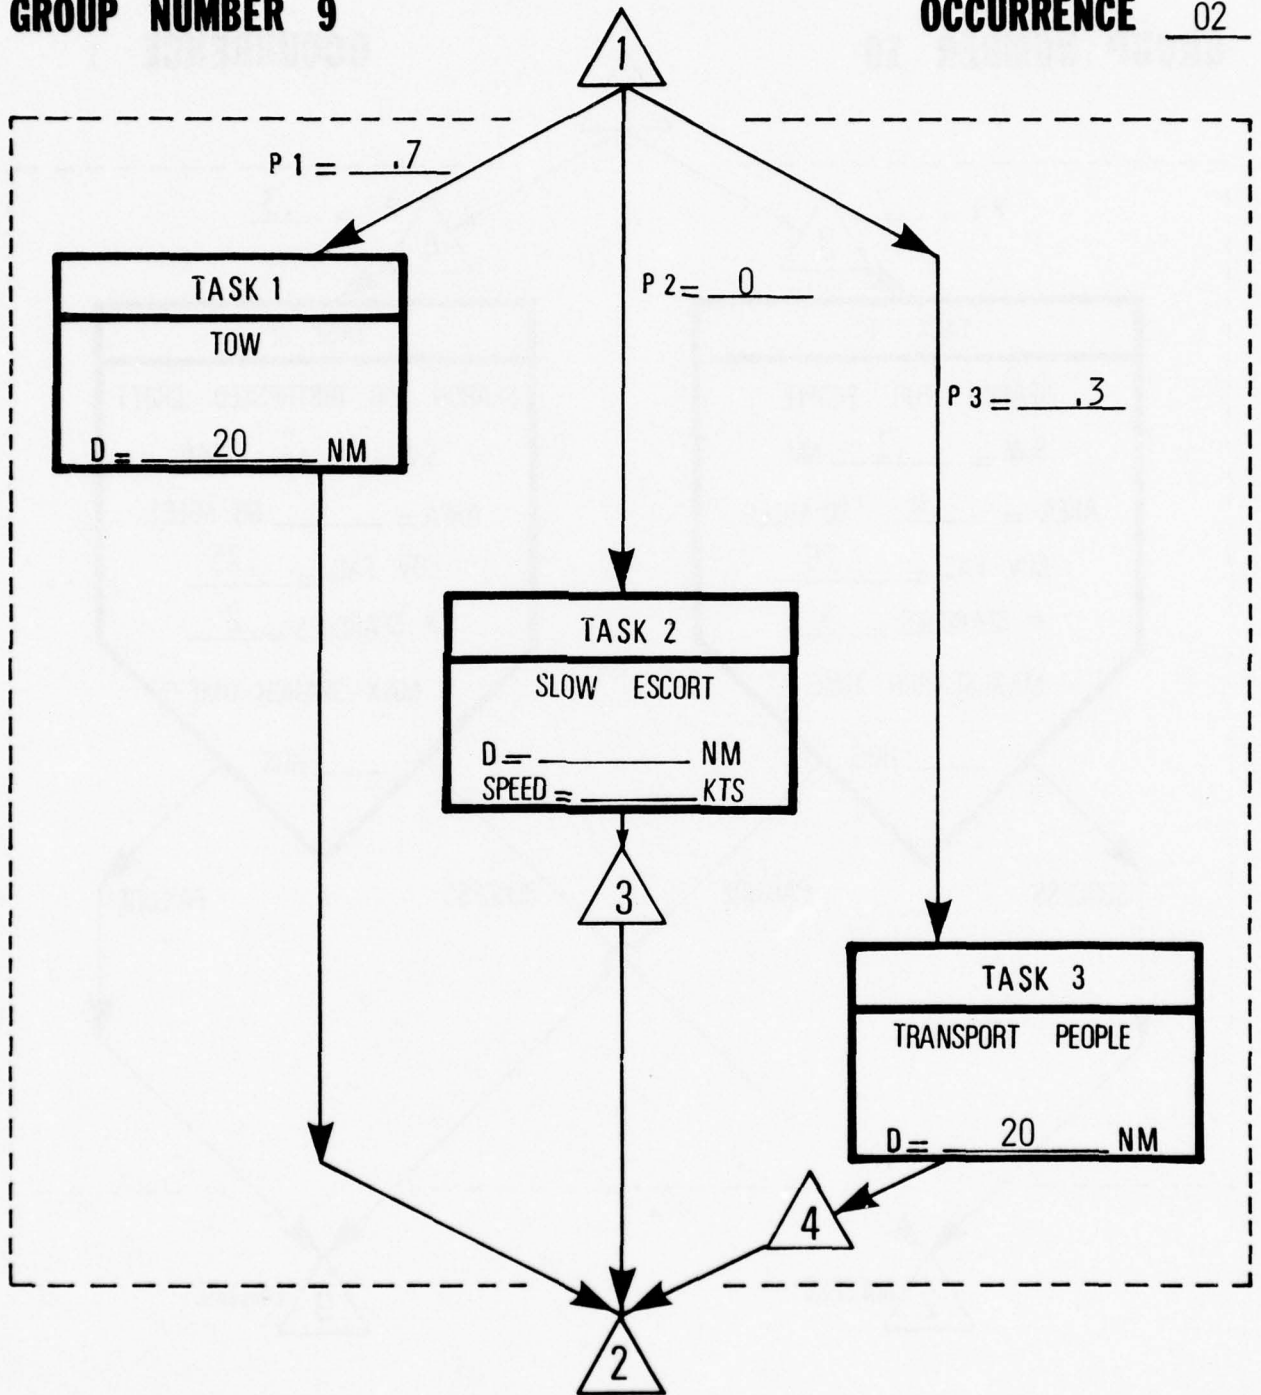 GROUP NUMBER 9 OCCURRENCE 02
1
P1= .7
TASK 1
TOW
D= 20 NM
P2= 0
P3= .3
TASK 2
SLOW ESCORT
D= NM
SPEED= KTS
3
TASK 3
TRANSPORT PEOPLE
D= 20 NM
4
2